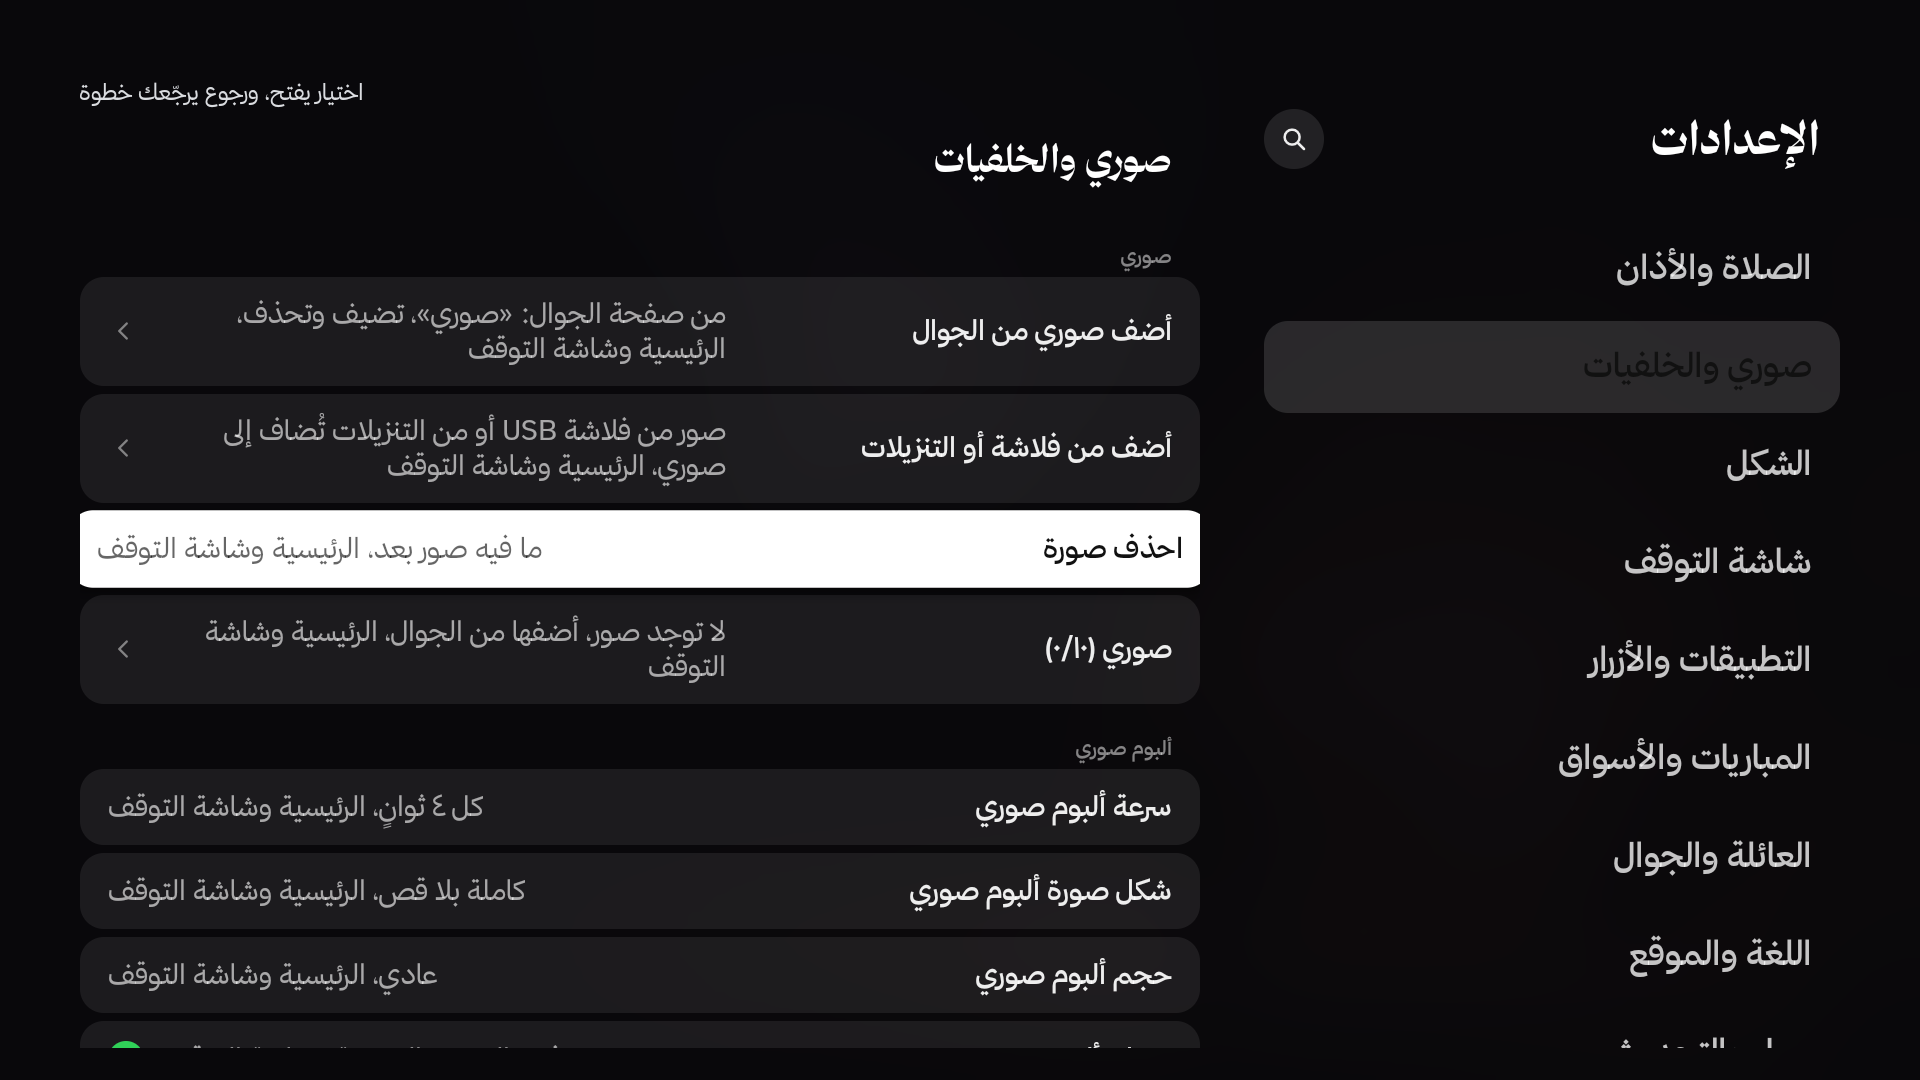 اختيار يفتح، ورجوع يرجّعك خطوة
الإعدادات
الصلاة والأذان
صوري والخلفيات
الشكل
شاشة التوقف
التطبيقات والأزرار
المباريات والأسواق
العائلة والجوال
اللغة والموقع
صوري والخلفيات
صوري
أضف صوري من الجوال
من صفحة الجوال: «صوري»، تضيف وتحذف،
الرئيسية وشاشة التوقف
أضف من فلاشة أو التنزيلات
صور من فلاشة USB أو من التنزيلات تُضاف إلى
صوري، الرئيسية وشاشة التوقف
احذف صورة
ما فيه صور بعد، الرئيسية وشاشة التوقف
صوري (٠/١٠)
لا توجد صور، أضفها من الجوال، الرئيسية وشاشة
التوقف
ألبوم صوري
سرعة ألبوم صوري
كل ٤ ثوانٍ، الرئيسية وشاشة التوقف
شكل صورة ألبوم صوري
كاملة بلا قص، الرئيسية وشاشة التوقف
حجم ألبوم صوري
عادي، الرئيسية وشاشة التوقف